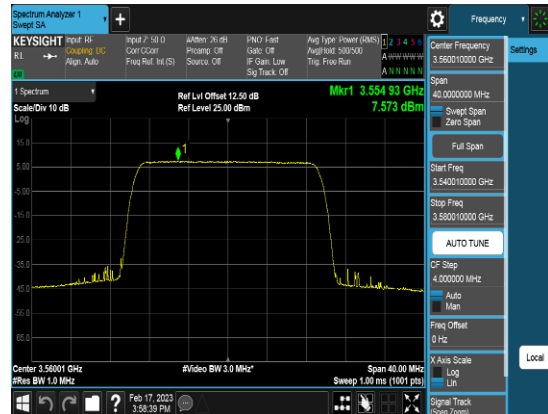 Spectrum Analyzer 1
Swept SA
+
Frequency
KEYSIGHT
Input: RF
Input Z: 50 Ω
#Atten: 26 dB
PNO: Fast
Avg Type: Power (RMS)
1 2 3 4 5 6
RL
Coupling: DC
Corr CCorr
Preamp: Off
Gate: Off
Avg|Hold: 500/500
A W W W W W
Align: Auto
Freq Ref: Int (S)
Source: Off
IF Gain: Low
Trig: Free Run
Sig Track: Off
A N N N N N
1 Spectrum
Ref Lvl Offset 12.50 dB
Mkr1 3.554 93 GHz
Scale/Div 10 dB
Ref Level 25.00 dBm
7.573 dBm
Log
15.0
1
5.00
-5.00
-15.0
-25.0
-35.0
-45.0
-55.0
-65.0
Center 3.56001 GHz
#Video BW 3.0 MHz*
Span 40.00 MHz
#Res BW 1.0 MHz
Sweep 1.00 ms (1001 pts)
Feb 17, 2023
3:58:39 PM
Center Frequency
3.560010000 GHz
Settings
Span
40.0000000 MHz
Swept Span
Zero Span
Full Span
Start Freq
3.540010000 GHz
Stop Freq
3.580010000 GHz
AUTO TUNE
CF Step
4.000000 MHz
Auto
Man
Freq Offset
0 Hz
X Axis Scale
Log
Lin
Local
Signal Track
(Span Zoom)